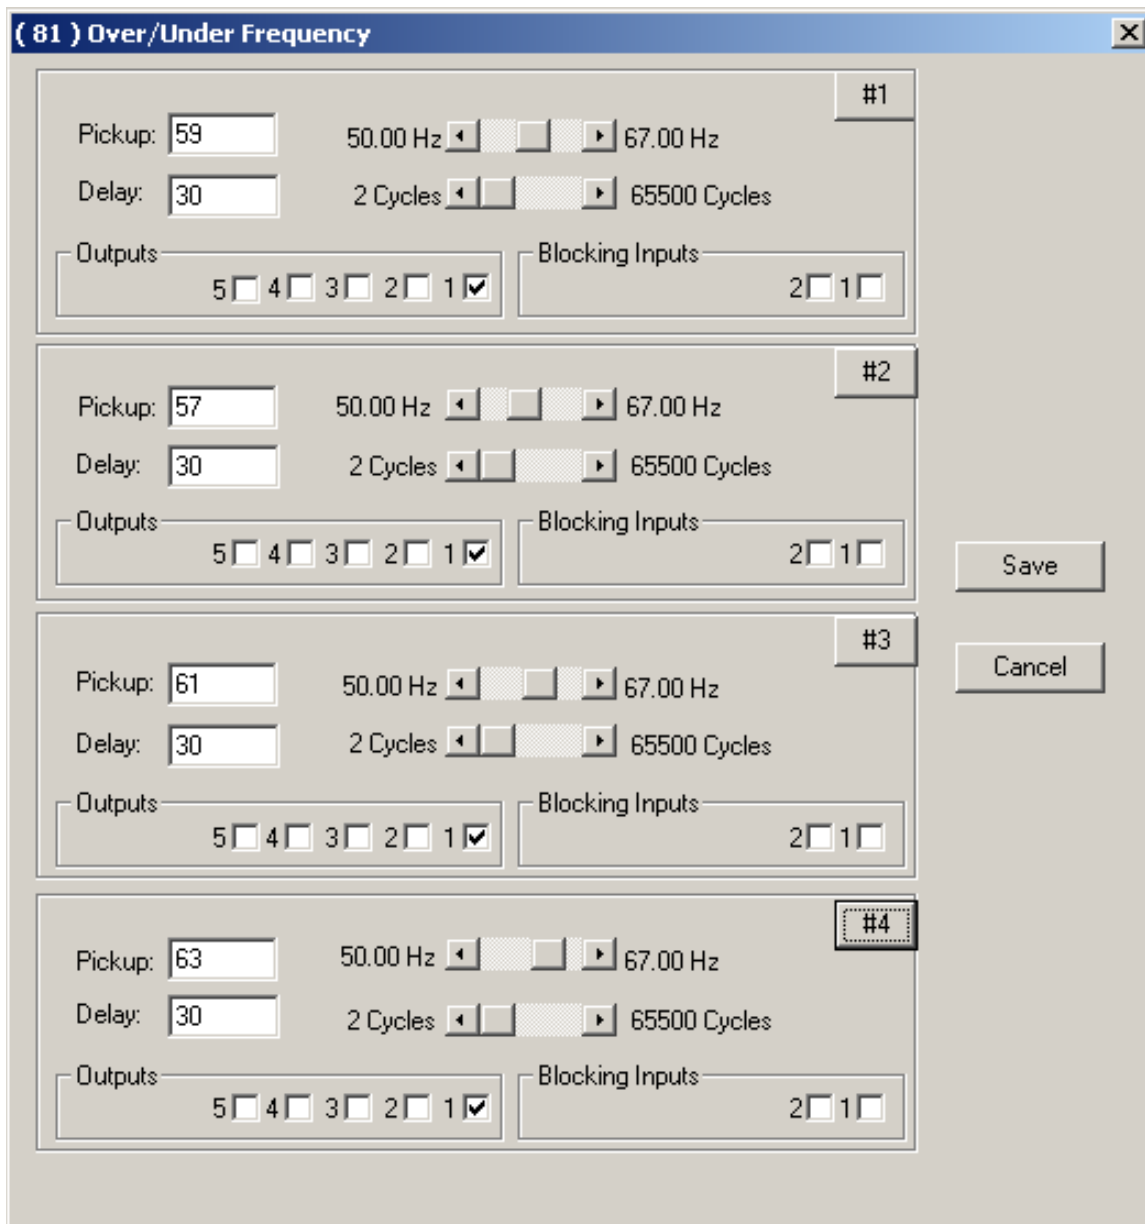 ( 81 ) Over/Under Frequency
#1
Pickup: 59 50.00 Hz 67.00 Hz
Delay: 30 2 Cycles 65500 Cycles
Outputs Blocking Inputs
5 4 3 2 1 2 1
#2
Pickup: 57 50.00 Hz 67.00 Hz
Delay: 30 2 Cycles 65500 Cycles
Outputs Blocking Inputs
5 4 3 2 1 2 1
Save
#3
Pickup: 61 50.00 Hz 67.00 Hz
Cancel
Delay: 30 2 Cycles 65500 Cycles
Outputs Blocking Inputs
5 4 3 2 1 2 1
#4
Pickup: 63 50.00 Hz 67.00 Hz
Delay: 30 2 Cycles 65500 Cycles
Outputs Blocking Inputs
5 4 3 2 1 2 1